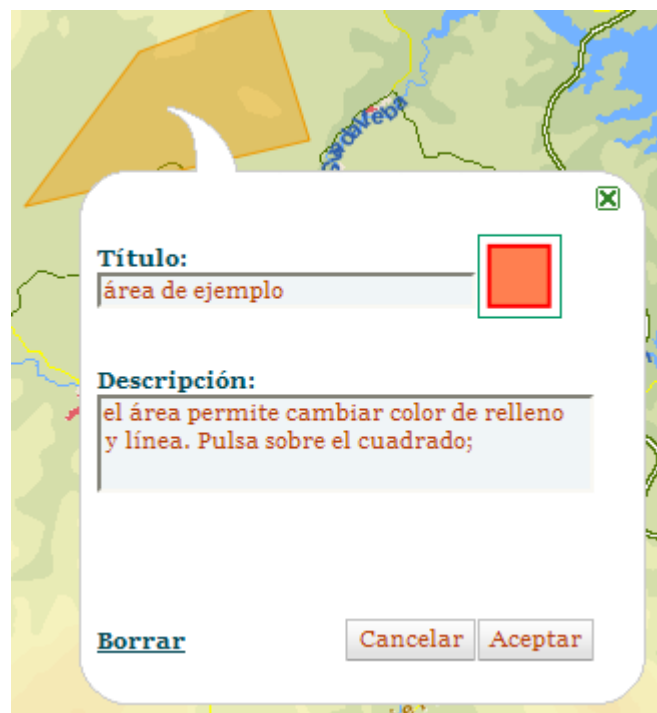 Título:
área de ejemplo
Descripción:
el área permite cambiar color de relleno
y línea. Pulsa sobre el cuadrado;
Borrar
Cancelar
Aceptar